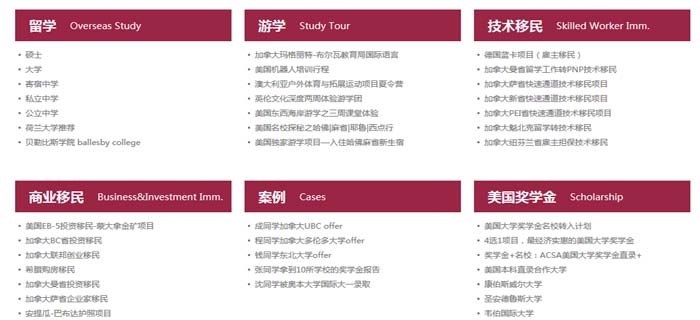 留学 Overseas Study
• 硕士
• 大学
• 寄宿中学
• 私立中学
• 公立中学
• 荷兰大学推荐
• 贝勒比斯学院 ballesby college
游学 Study Tour
• 加拿大玛格丽特-布尔瓦教育局国际语言
• 美国机器人培训行程
• 澳大利亚户外体育与拓展运动项目夏令营
• 英伦文化深度两周体验游学团
• 美国东西海岸游学之三周课堂体验
• 美国名校探秘之哈佛|麻省|耶鲁|西点行
• 美国独家游学项目—入住哈佛麻省新生宿
技术移民 Skilled Worker Imm.
• 德国蓝卡项目（雇主移民）
• 加拿大曼省留学工作转PNP技术移民
• 加拿大萨省快速通道技术移民项目
• 加拿大新省快速通道技术移民项目
• 加拿大PEI省快速通道技术移民项目
• 加拿大魁北克留学转技术移民
• 加拿大纽芬兰省雇主担保技术移民
商业移民 Business&Investment Imm.
• 美国EB-5投资移民-蒙大拿金矿项目
• 加拿大BC省投资移民
• 加拿大联邦创业移民
• 希腊购房移民
• 加拿大曼省投资移民
• 加拿大萨省企业家移民
• 安提瓜-巴布达护照项目
案例 Cases
• 成同学加拿大UBC offer
• 程同学加拿大多伦多大学offer
• 钱同学东北大学offer
• 张同学拿到10所学校的奖学金报告
• 沈同学被奥本大学国际大一录取
美国奖学金 Scholarship
• 美国大学奖学金名校转入计划
• 4选1项目，最经济实惠的美国大学奖学金
• 奖学金+名校：ACSA美国大学奖学金直录+
• 美国本科直录合作大学
• 康伯斯威尔大学
• 圣安德鲁斯大学
• 韦伯国际大学